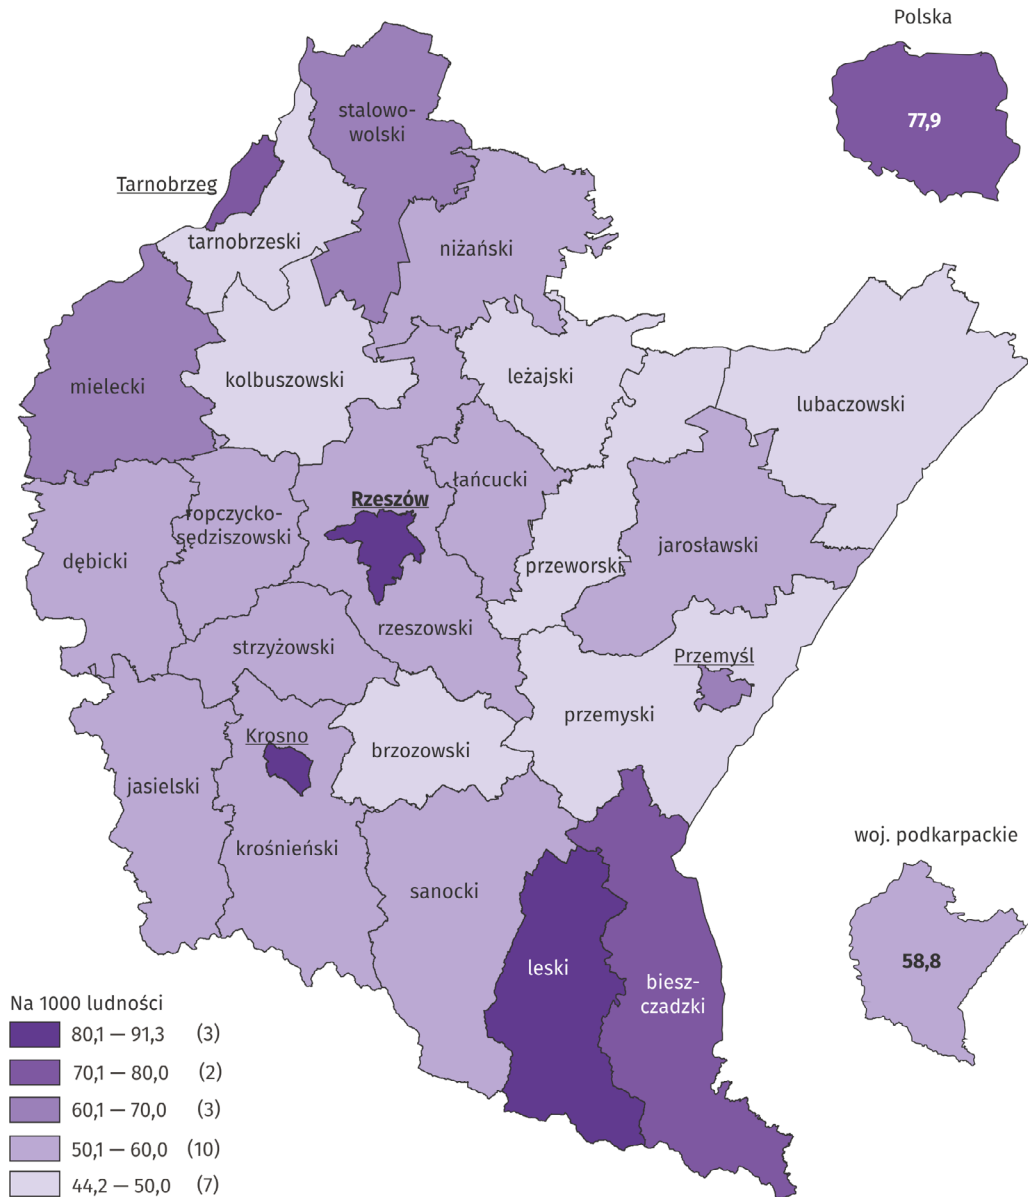 Polska
77,9
stalowo-
wolski
Tarnobrzeg
tarnobrzeski
niżański
mielecki
kolbuszowski
leżajski
lubaczowski
łańcucki
Rzeszów
ropczycko-
sędziszowski
dębicki
przeworski
jarosławski
rzeszowski
strzyżowski
Przemyśl
przemyski
Krosno
brzozowski
jasielski
krośnieński
sanocki
woj. podkarpackie
58,8
leski
biesz-
czadzki
Na 1000 ludności
80,1 — 91,3 (3)
70,1 — 80,0 (2)
60,1 — 70,0 (3)
50,1 — 60,0 (10)
44,2 — 50,0 (7)